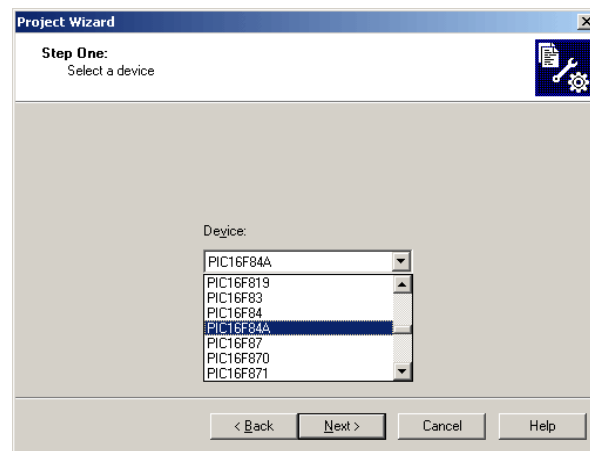 Project Wizard
Step One:
Select a device
Device:
PIC16F84A
PIC16F819
PIC16F83
PIC16F84
PIC16F84A
PIC16F87
PIC16F870
PIC16F871
< Back Next > Cancel Help